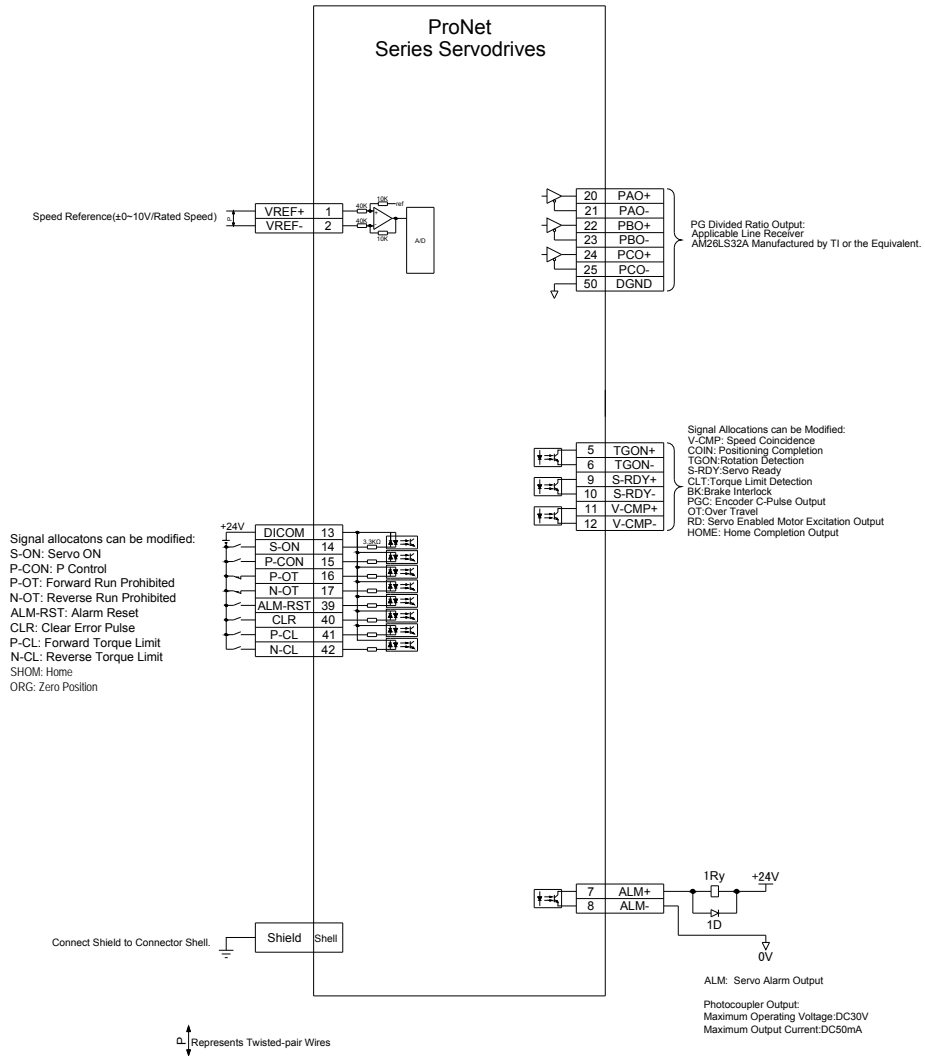 ProNet
Series Servodrives
Speed Reference(±0~10V/Rated Speed)
P
VREF+ 1
VREF- 2
40K
40K
10K
10K
ref
A/D
20 PAO+
21 PAO-
22 PBO+
23 PBO-
24 PCO+
25 PCO-
50 DGND
PG Divided Ratio Output:
Applicable Line Receiver
AM26LS32A Manufactured by TI or the Equivalent.
5 TGON+
6 TGON-
9 S-RDY+
10 S-RDY-
11 V-CMP+
12 V-CMP-
Signal Allocations can be Modified:
V-CMP: Speed Coincidence
COIN: Positioning Completion
TGON:Rotation Detection
S-RDY:Servo Ready
CLT:Torque Limit Detection
BK:Brake Interlock
PGC: Encoder C-Pulse Output
OT:Over Travel
RD: Servo Enabled Motor Excitation Output
HOME: Home Completion Output
Signal allocatons can be modified:
S-ON: Servo ON
P-CON: P Control
P-OT: Forward Run Prohibited
N-OT: Reverse Run Prohibited
ALM-RST: Alarm Reset
CLR: Clear Error Pulse
P-CL: Forward Torque Limit
N-CL: Reverse Torque Limit
SHOM: Home
ORG: Zero Position
+24V
DICOM 13
S-ON 14
P-CON 15
P-OT 16
N-OT 17
ALM-RST 39
CLR 40
P-CL 41
N-CL 42
3.3KΩ
7 ALM+
8 ALM-
1Ry
+24V
1D
0V
ALM: Servo Alarm Output
Photocoupler Output:
Maximum Operating Voltage:DC30V
Maximum Output Current:DC50mA
Connect Shield to Connector Shell.
Shield Shell
P Represents Twisted-pair Wires